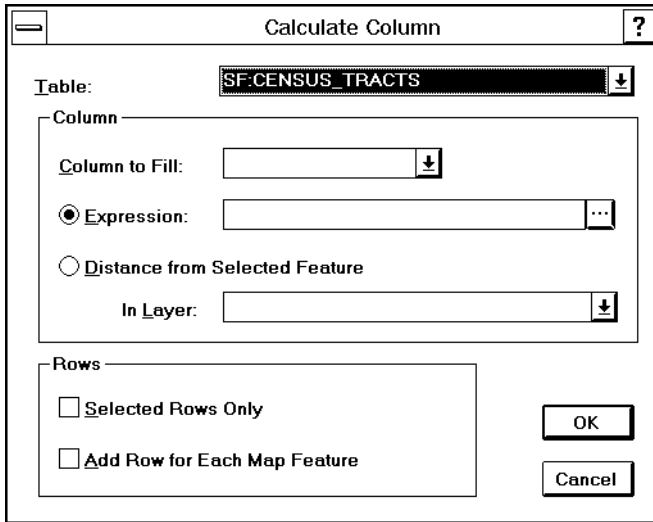 Calculate Column ?
Table: SF:CENSUS_TRACTS
Column
Column to Fill:
Expression: ...
Distance from Selected Feature
In Layer:
Rows
Selected Rows Only
Add Row for Each Map Feature
OK
Cancel